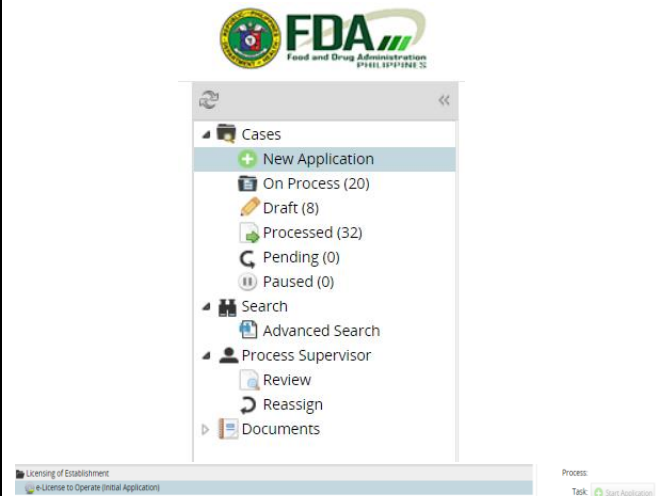 FDA
Food and Drug Administration
PHILIPPINES
Cases
New Application
On Process (20)
Draft (8)
Processed (32)
Pending (0)
Paused (0)
Search
Advanced Search
Process Supervisor
Review
Reassign
Documents
Licensing of Establishment
e-License to Operate (Initial Application)
Process:
Task: Start Application